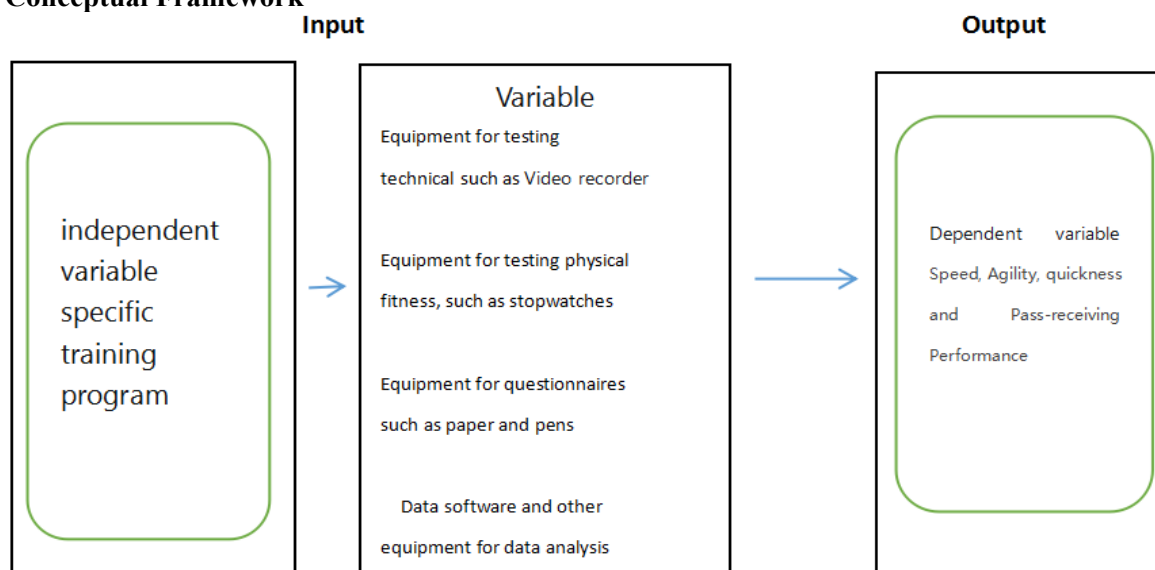 Conceptual Framework
Input
Output
independent
variable
specific
training
program
Variable
Equipment for testing
technical such as Video recorder
Equipment for testing physical
fitness, such as stopwatches
Equipment for questionnaires
such as paper and pens
Data software and other
equipment for data analysis
Dependent variable
Speed, Agility, quickness
and Pass-receiving
Performance